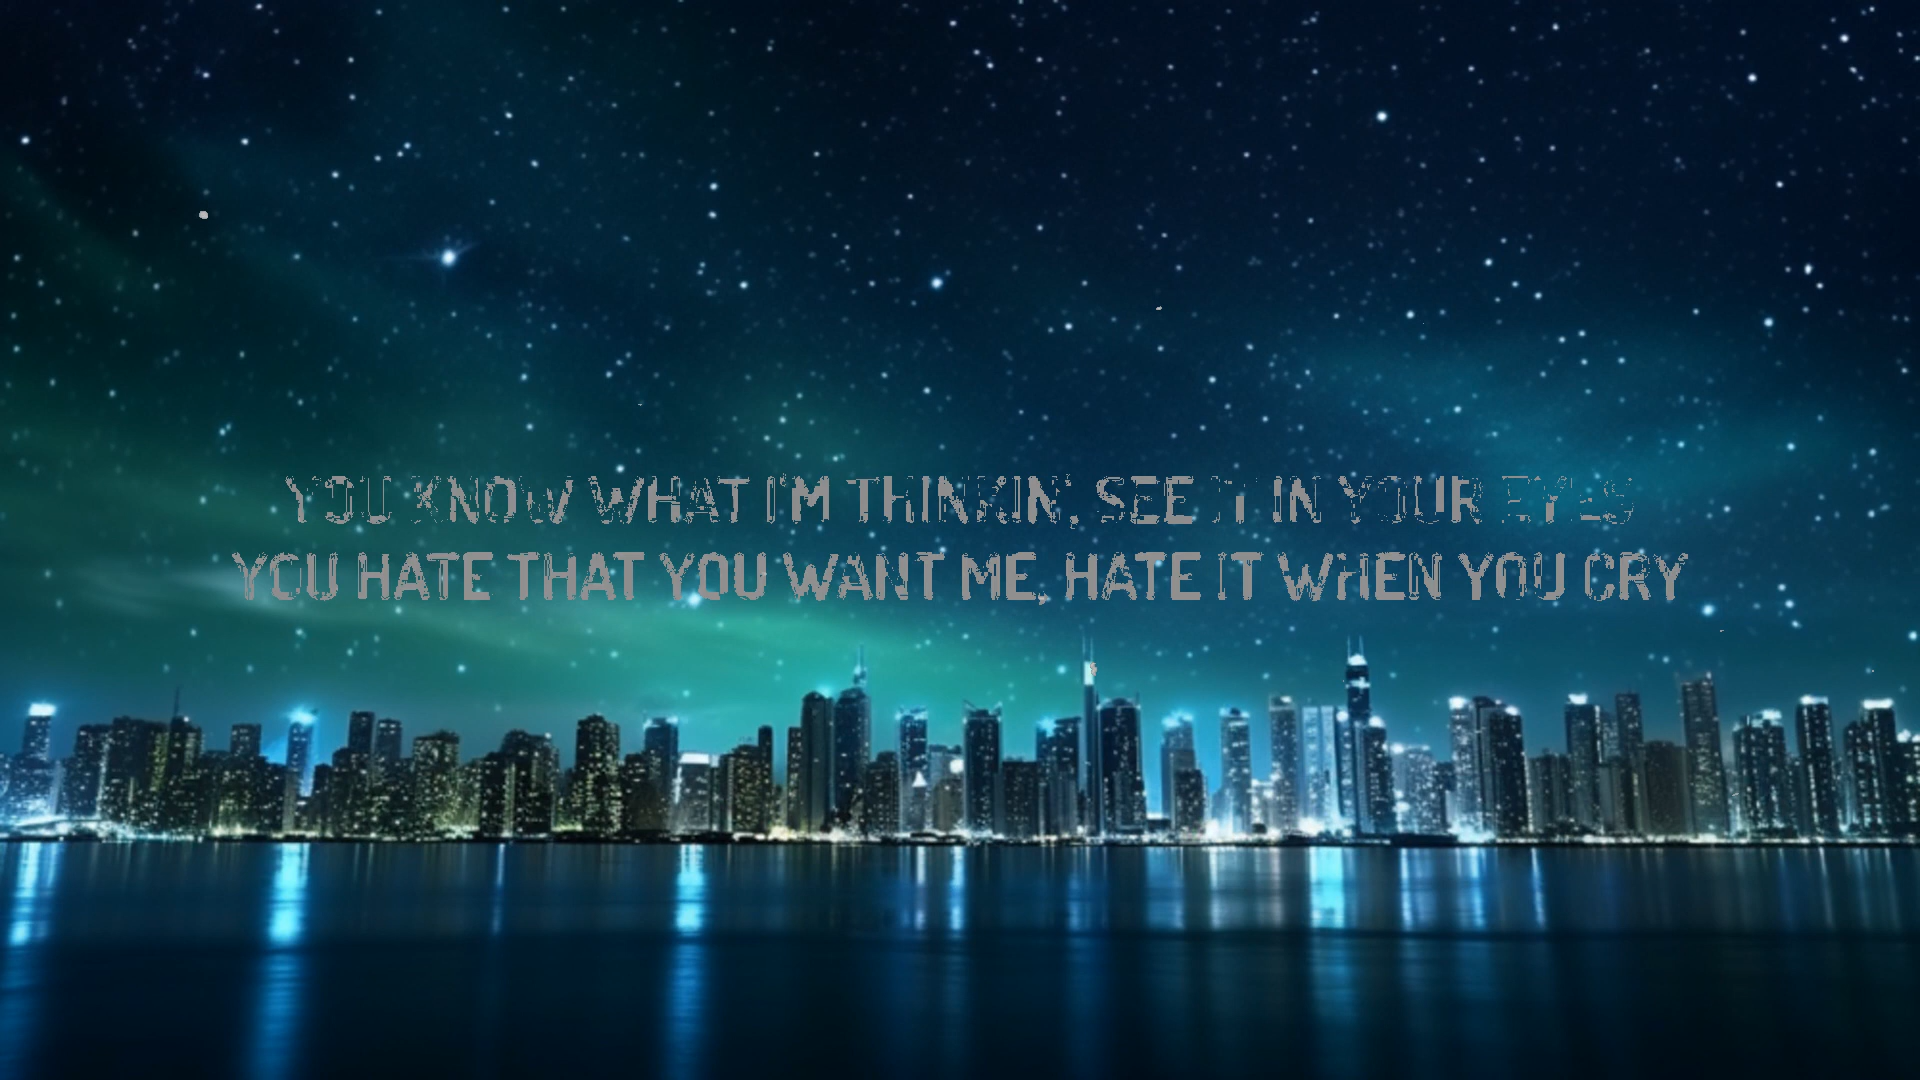 YOU KNOW WHAT I'M THINKIN', SEE IT IN YOUR EYES
YOU HATE THAT YOU WANT ME, HATE IT WHEN YOU CRY